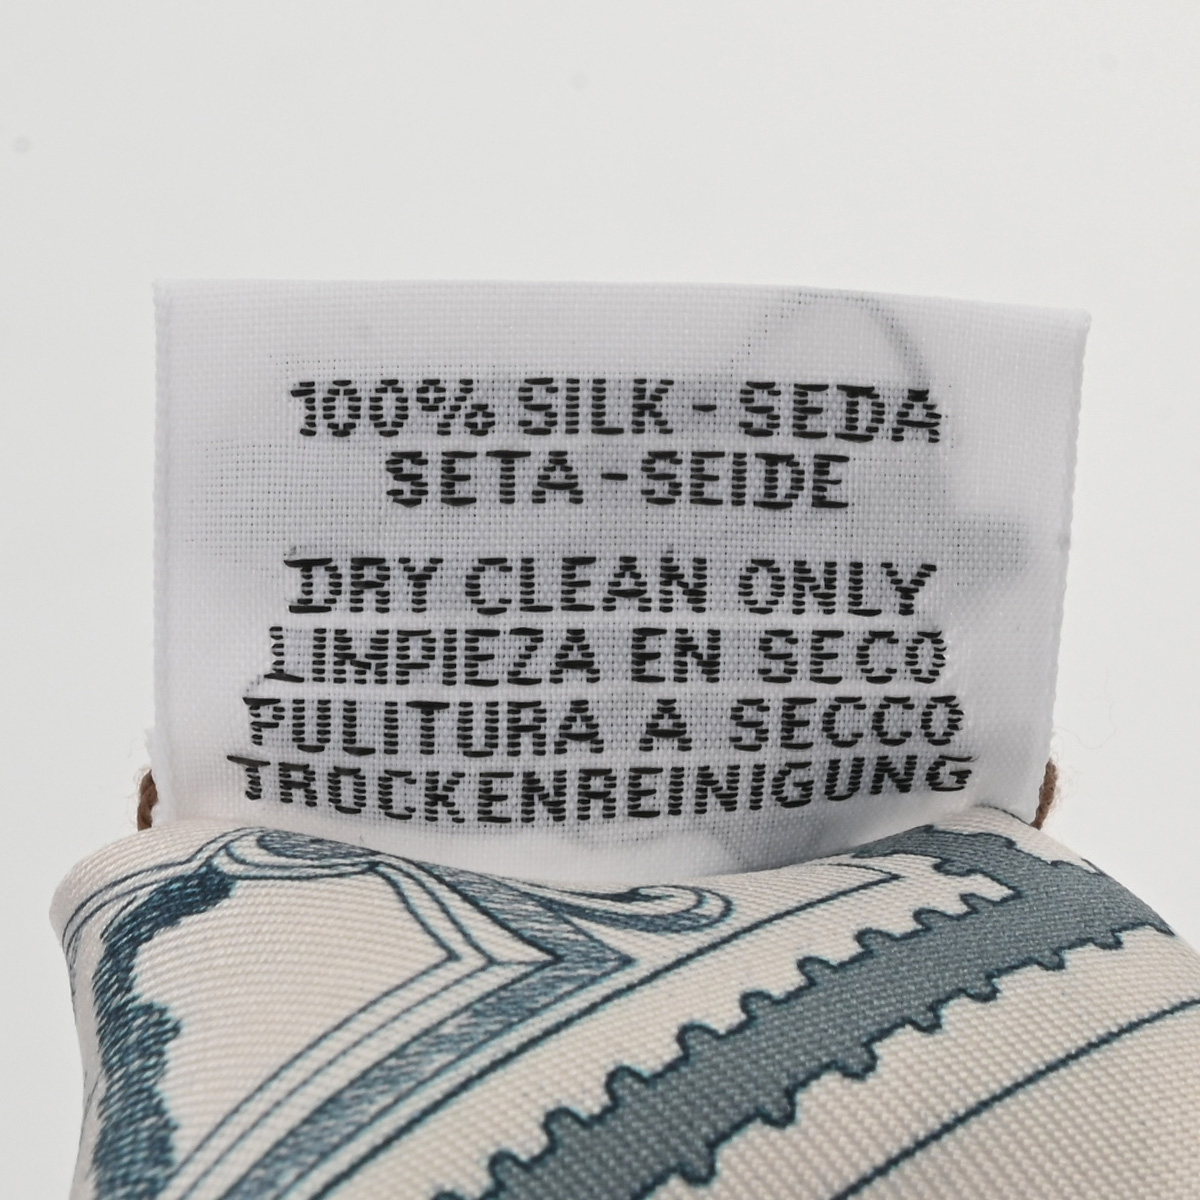 100% SILK - SEDA
SETA - SEIDE
DRY CLEAN ONLY
LIMPIEZA EN SECO
PULITURA A SECCO
TROCKENREINIGUNG